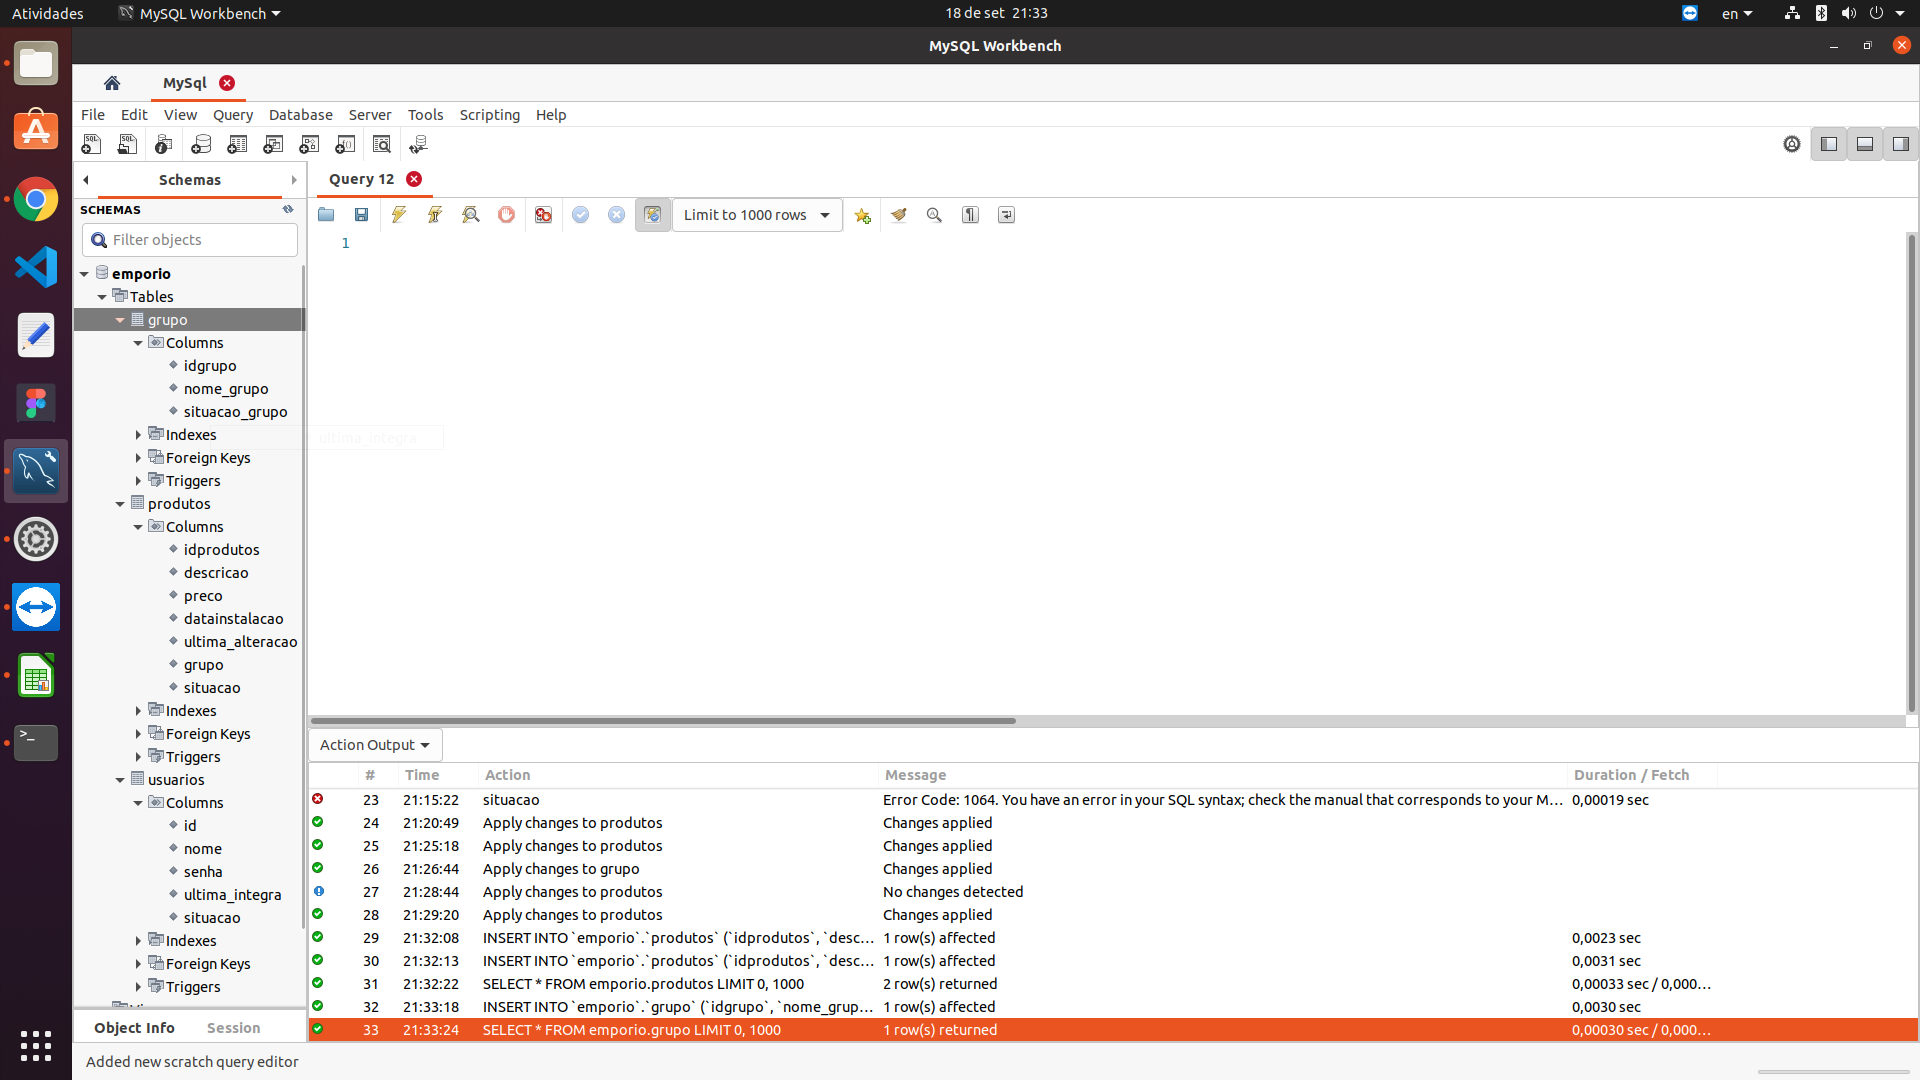 Atividades
MySQL Workbench
18 de set 21:33
en
MySQL Workbench
MySql
File Edit View Query Database Server Tools Scripting Help
Schemas
Query 12
SCHEMAS
Limit to 1000 rows
Filter objects
1
emporio
Tables
grupo
Columns
idgrupo
nome_grupo
situacao_grupo
Indexes
ultima_integra
Foreign Keys
Triggers
produtos
Columns
idprodutos
descricao
preco
datainstalacao
ultima_alteracao
grupo
situacao
Indexes
Foreign Keys
Triggers
usuarios
Columns
id
nome
senha
ultima_integra
situacao
Indexes
Foreign Keys
Triggers
Object Info Session
Action Output
# Time Action Message Duration / Fetch
23 21:15:22 situacao Error Code: 1064. You have an error in your SQL syntax; check the manual that corresponds to your M... 0,00019 sec
24 21:20:49 Apply changes to produtos Changes applied
25 21:25:18 Apply changes to produtos Changes applied
26 21:26:44 Apply changes to grupo Changes applied
27 21:28:44 Apply changes to produtos No changes detected
28 21:29:20 Apply changes to produtos Changes applied
29 21:32:08 INSERT INTO `emporio`.`produtos` (`idprodutos`, `desc... 1 row(s) affected 0,0023 sec
30 21:32:13 INSERT INTO `emporio`.`produtos` (`idprodutos`, `desc... 1 row(s) affected 0,0031 sec
31 21:32:22 SELECT * FROM emporio.produtos LIMIT 0, 1000 2 row(s) returned 0,00033 sec / 0,000...
32 21:33:18 INSERT INTO `emporio`.`grupo` (`idgrupo`, `nome_grup... 1 row(s) affected 0,0030 sec
33 21:33:24 SELECT * FROM emporio.grupo LIMIT 0, 1000 1 row(s) returned 0,00030 sec / 0,000...
Added new scratch query editor